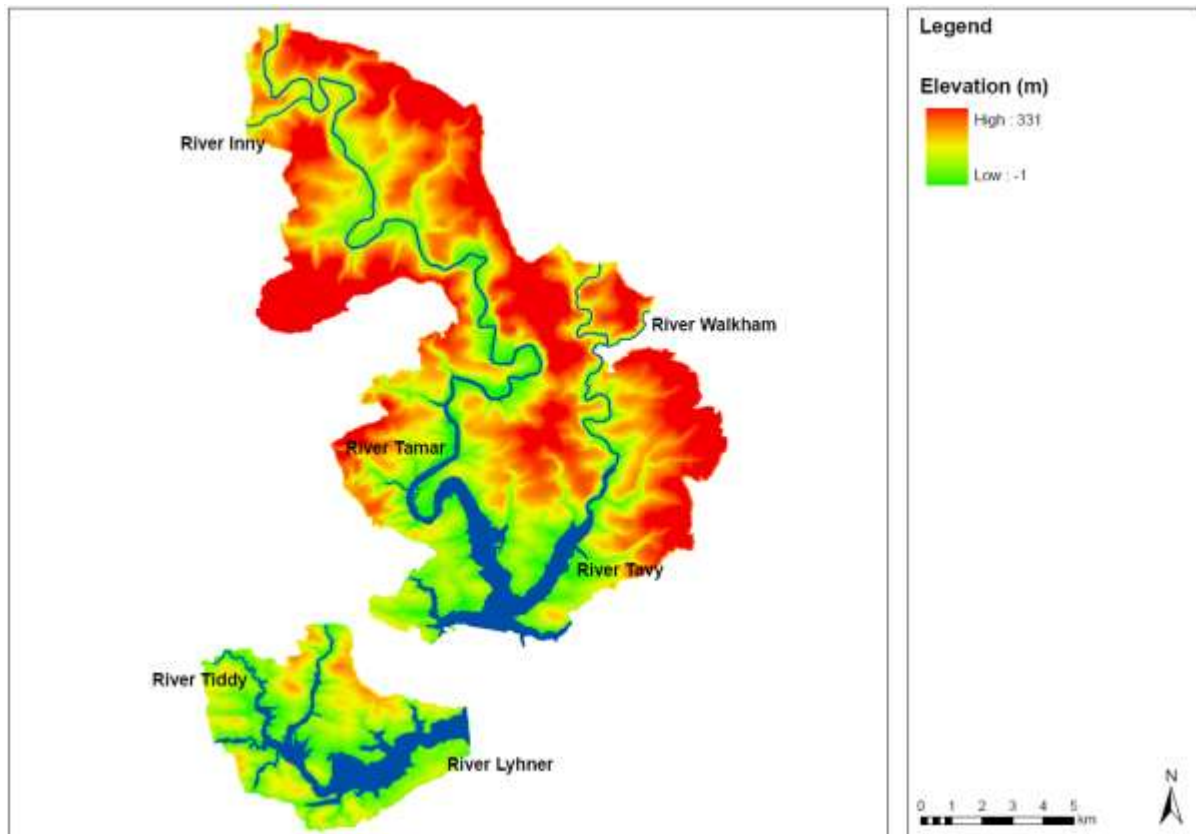 Legend
Elevation (m)
High : 331
Low : -1
River Inny
River Walkham
River Tamar
River Tavy
River Tiddy
River Lyhner
N
0 1 2 3 4 5
km